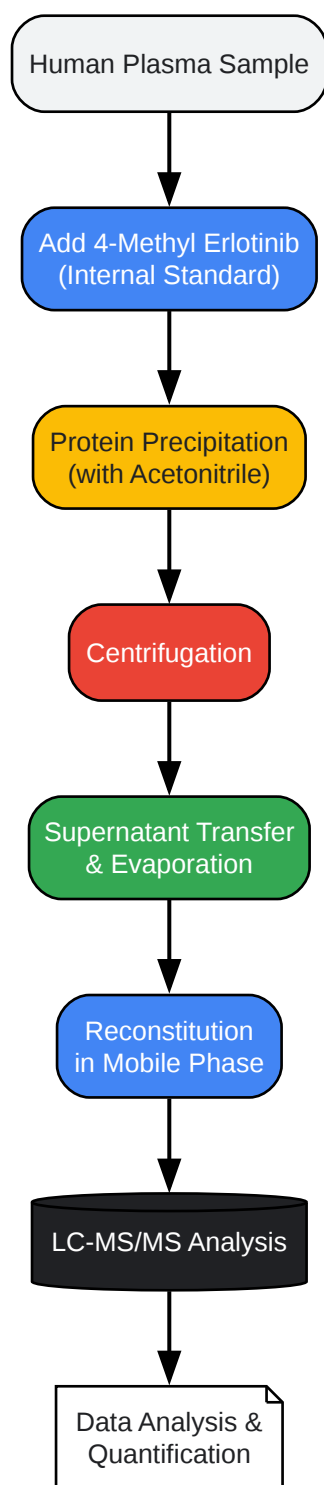 Human Plasma Sample
Add 4-Methyl Erlotinib
(Internal Standard)
Protein Precipitation
(with Acetonitrile)
Centrifugation
Supernatant Transfer
& Evaporation
Reconstitution
in Mobile Phase
LC-MS/MS Analysis
Data Analysis &
Quantification